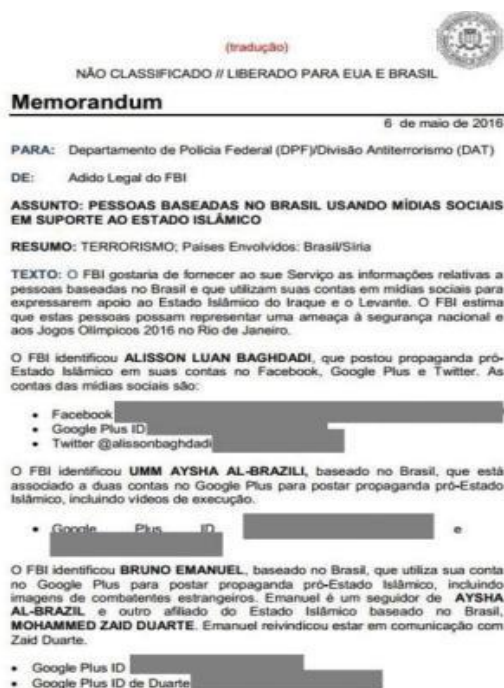 (tradução)
NÃO CLASSIFICADO // LIBERADO PARA EUA E BRASIL
Memorandum
6 de maio de 2016
PARA: Departamento de Policia Federal (DPF)/Divisão Antiterrorismo (DAT)
DE: Adido Legal do FBI
ASSUNTO: PESSOAS BASEADAS NO BRASIL USANDO MÍDIAS SOCIAIS
EM SUPORTE AO ESTADO ISLÂMICO
RESUMO: TERRORISMO; Países Envolvidos: Brasil/Síria
TEXTO: O FBI gostaria de fornecer ao sue Serviço as informações relativas a
pessoas baseadas no Brasil e que utilizam suas contas em mídias sociais para
expressarem apoio ao Estado Islâmico do Iraque e o Levante. O FBI estima
que estas pessoas possam representar uma ameaça à segurança nacional e
aos Jogos Olímpicos 2016 no Rio de Janeiro.
O FBI identificou ALISSON LUAN BAGHDADI, que postou propaganda pró-
Estado Islâmico em suas contas no Facebook, Google Plus e Twitter. As
contas das mídias sociais são:
• Facebook
• Google Plus ID
• Twitter @alissonbaghdadi
O FBI identificou UMM AYSHA AL-BRAZILI, baseado no Brasil, que está
associado a duas contas no Google Plus para postar propaganda pró-Estado
Islâmico, incluindo vídeos de execução.
• Google Plus ID e
O FBI identificou BRUNO EMANUEL, baseado no Brasil, que utiliza sua conta
no Google Plus para postar propaganda pró-Estado Islâmico, incluindo
imagens de combatentes estrangeiros. Emanuel é um seguidor de AYSHA
AL-BRAZIL e outro afiliado do Estado Islâmico baseado no Brasil,
MOHAMMED ZAID DUARTE. Emanuel reivindicou estar em comunicação com
Zaid Duarte.
• Google Plus ID
• Google Plus ID de Duarte